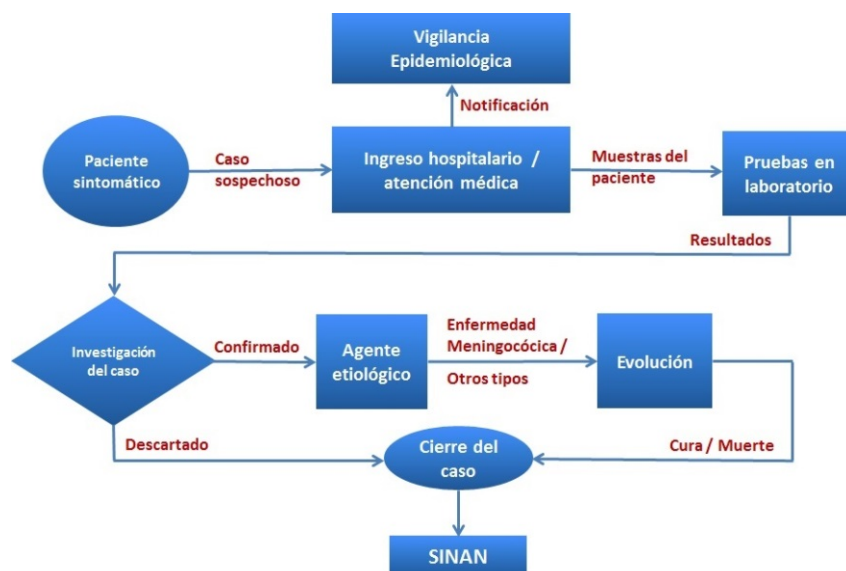 Vigilancia
Epidemiológica
Notificación
Paciente
sintomático
Caso
sospechoso
Ingreso hospitalario /
atención médica
Muestras del
paciente
Pruebas en
laboratorio
Resultados
Investigación
del caso
Confirmado
Agente
etiológico
Enfermedad
Meningocócica /
Otros tipos
Evolución
Descartado
Cierre del
caso
Cura / Muerte
SINAN